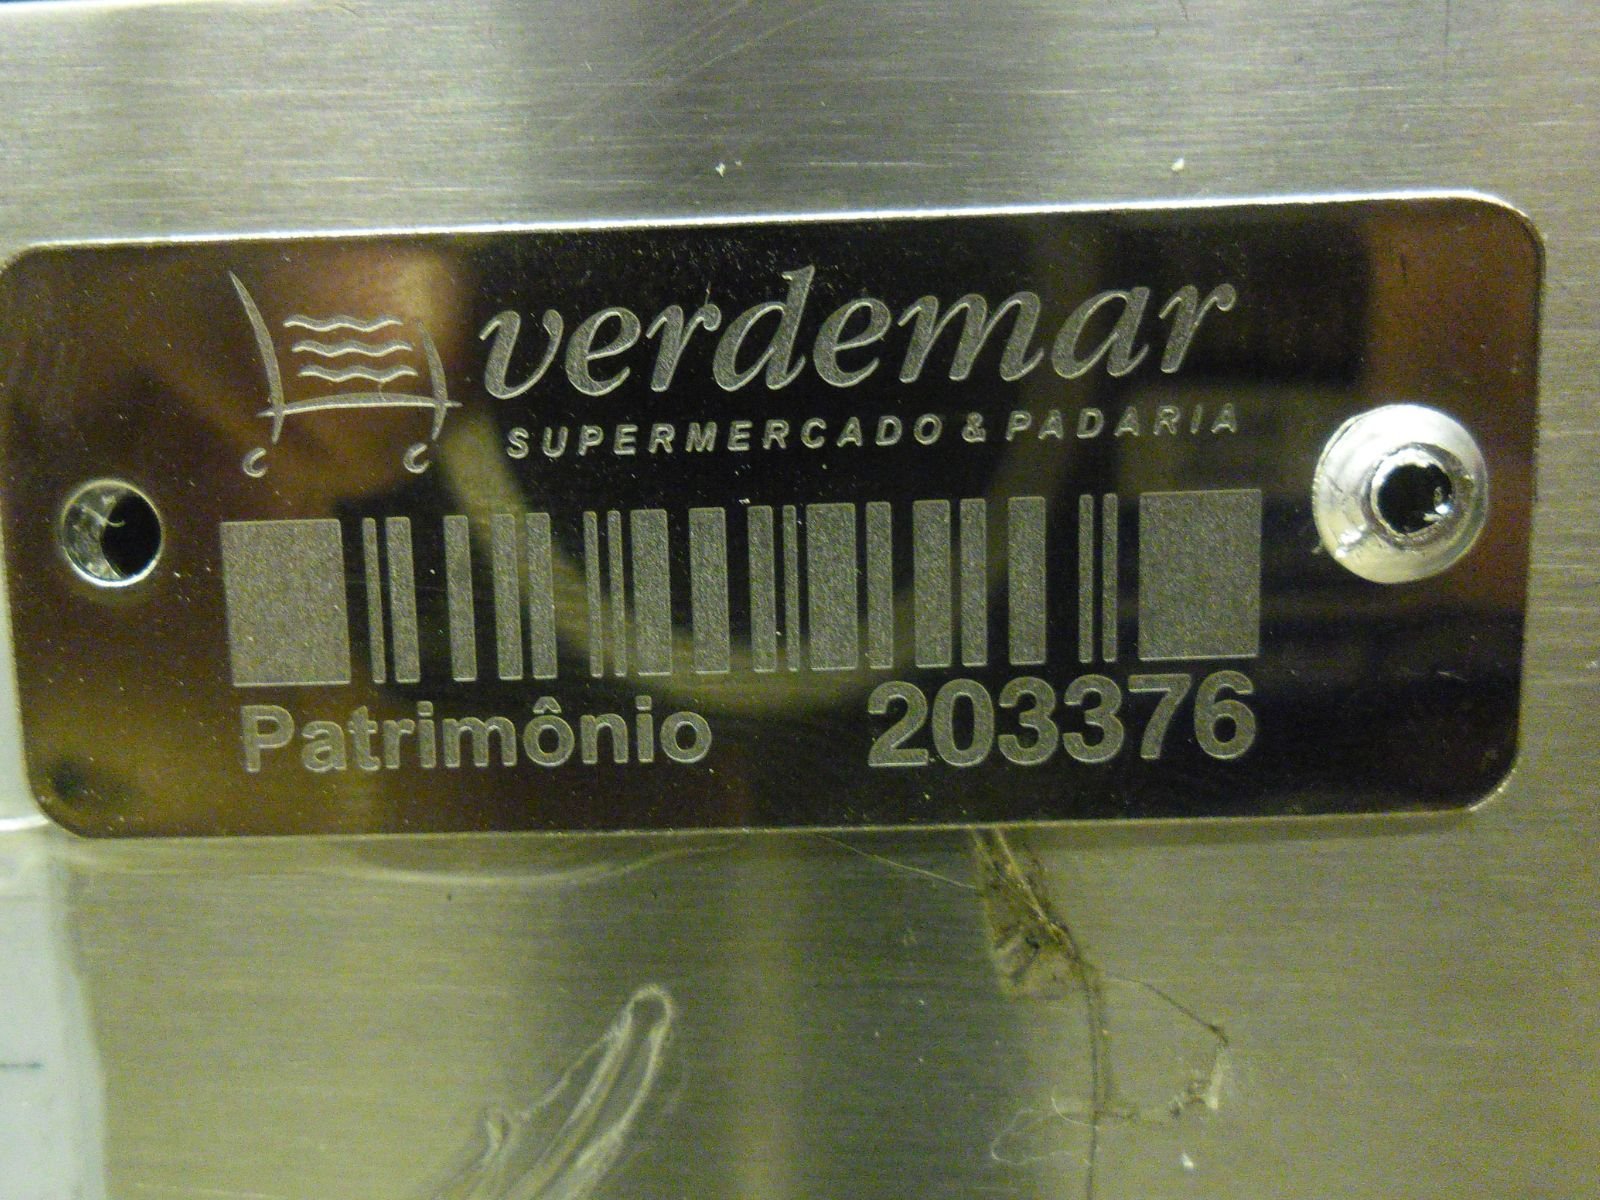 verdemar
SUPERMERCADO & PADARIA
Patrimônio 203376